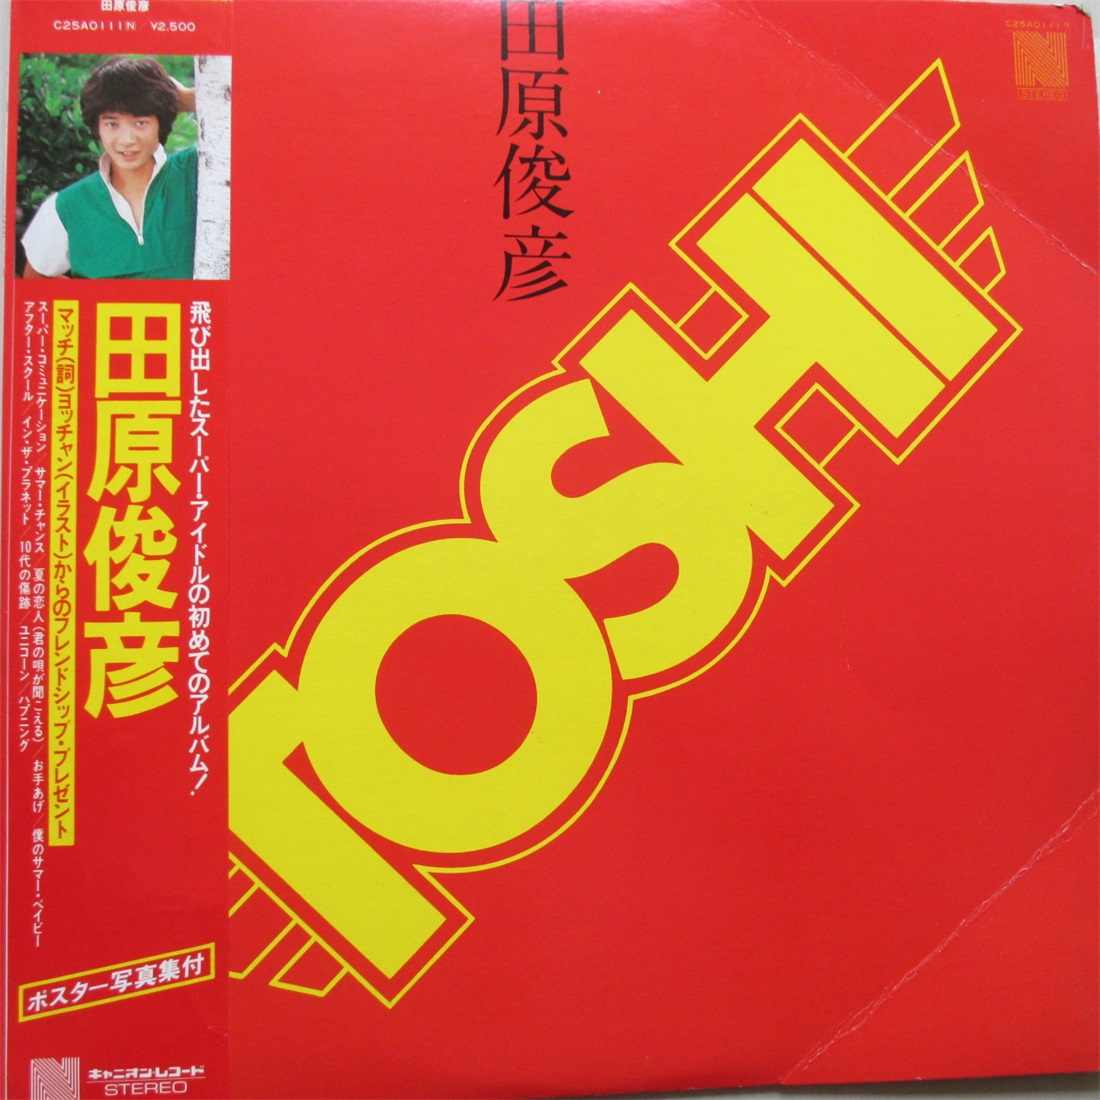 田原俊彦
C25A0111 N ¥2,500
飛び出したスーパー・アイドルの初めてのアルバム!
田原俊彦
マッチ(詞)ヨッチャン(イラスト)からのフレンドシップ・プレゼント
スーパー・コミュニケーション/サマー・チャンス/夏の恋人(君の唄が聞こえる)/お手あげ/僕のサマー・ベイビー
アフター・スクール/イン・ザ・プラネット/10代の傷跡/ユニコーン/ハプニング
ポスター写真集付
N キャニオン・レコード
STEREO
田原俊彦
TOSHI
C25A0111
N
STEREO